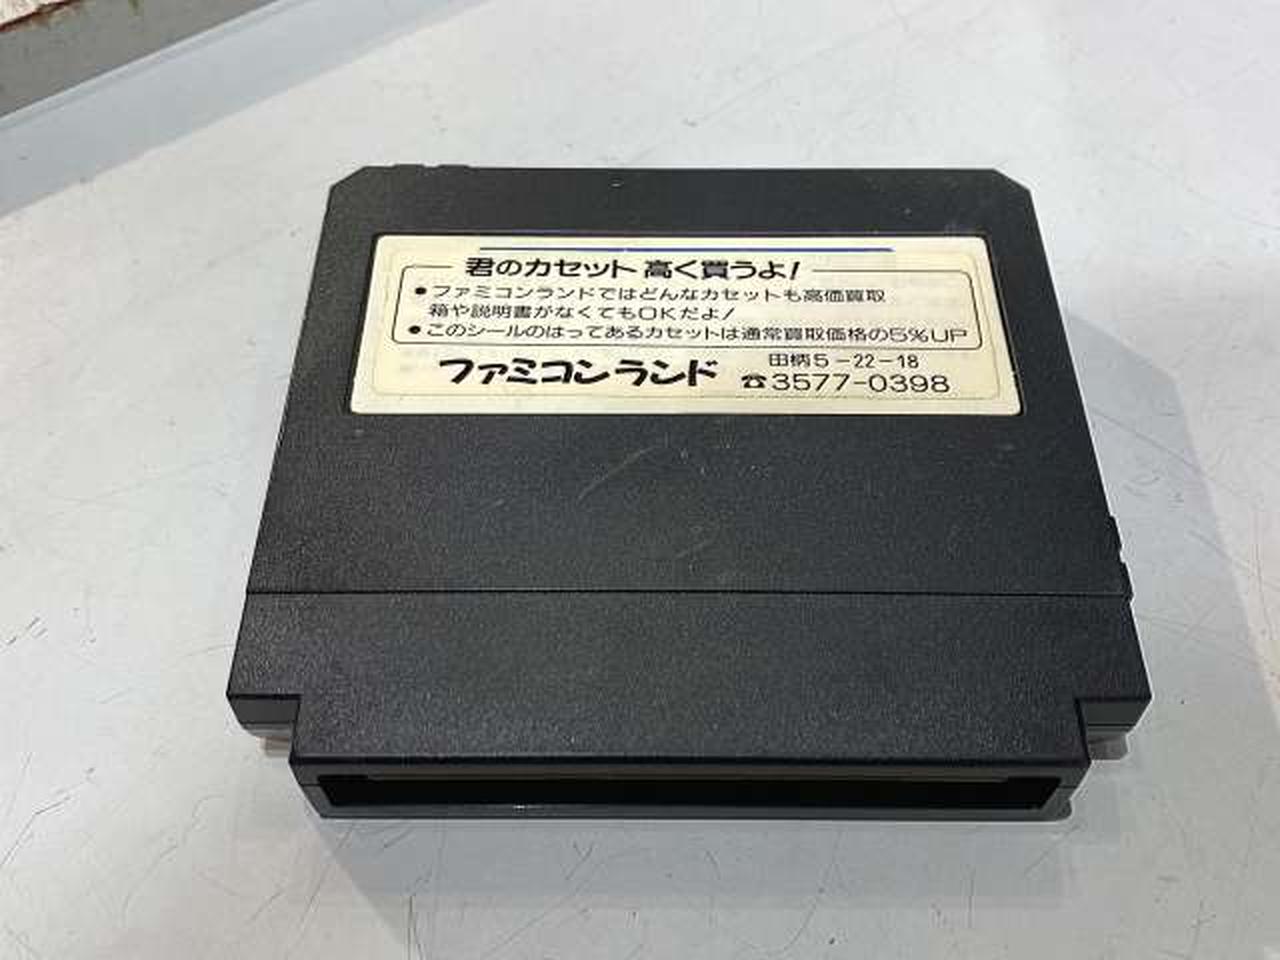 君のカセット高く買うよ!
●ファミコンランドではどんなカセットも高価買取
箱や説明書がなくてもOKだよ!
●このシールのはってあるカセットは通常買取価格の5%UP
ファミコンランド
田柄5-22-18
☎3577-0398